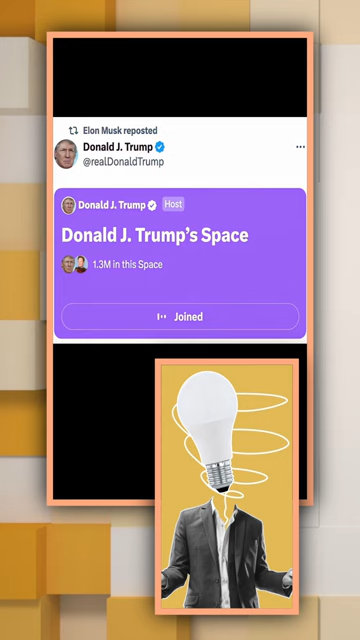 Elon Musk reposted
Donald J. Trump
@realDonaldTrump
Donald J. Trump Host
Donald J. Trump's Space
1.3M in this Space
Joined